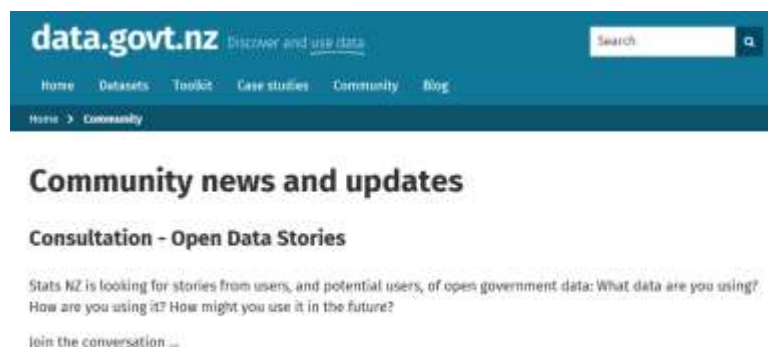 data.govt.nz Discover and use data
Search
Home Datasets Toolkit Case studies Community Blog
Home > Community
Community news and updates
Consultation - Open Data Stories
Stats NZ is looking for stories from users, and potential users, of open government data: What data are you using?
How are you using it? How might you use it in the future?
Join the conversation ...